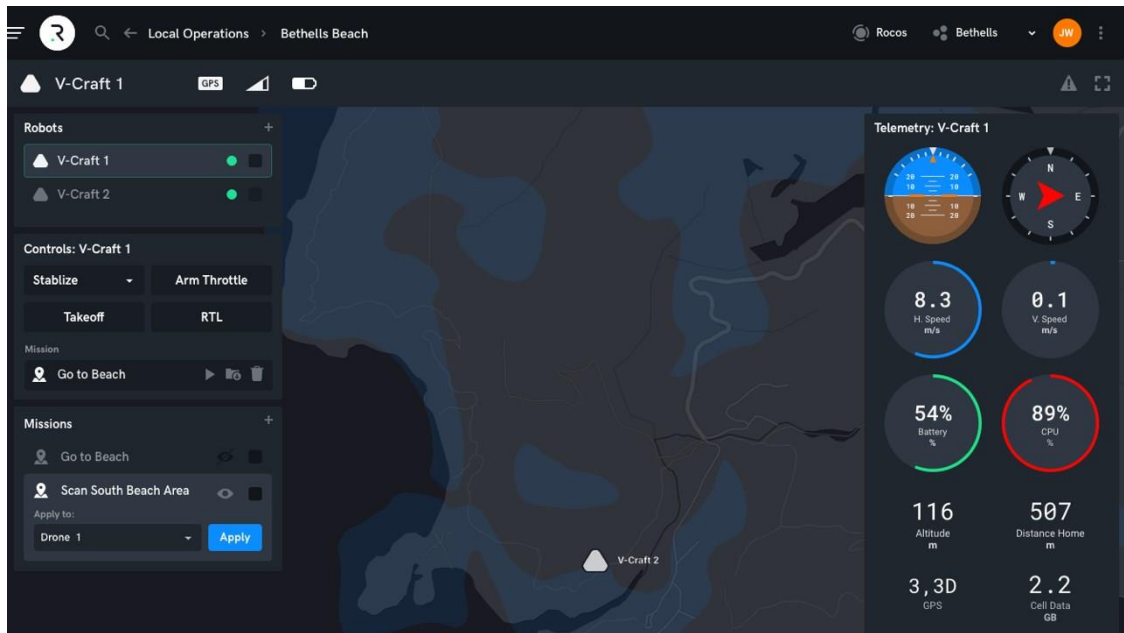 R
Local Operations > Bethells Beach
Rocos
Bethells
JW
V-Craft 1
GPS
Robots +
V-Craft 1
V-Craft 2
Controls: V-Craft 1
Stablize
Arm Throttle
Takeoff
RTL
Mission
Go to Beach
Missions +
Go to Beach
Scan South Beach Area
Apply to:
Drone 1
Apply
V-Craft 2
Telemetry: V-Craft 1
20 20
10 10
10 10
20 20
N
W E
S
8.3
H. Speed
m/s
0.1
V. Speed
m/s
54%
Battery
%
89%
CPU
%
116
Altitude
m
507
Distance Home
m
3,3D
GPS
2.2
Cell Data
GB